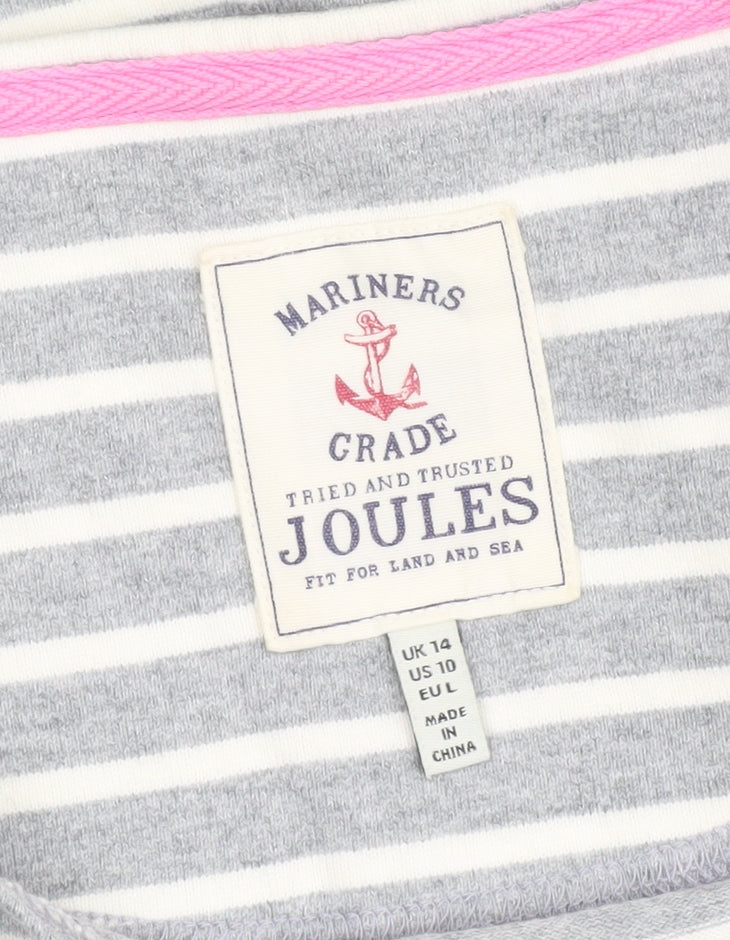 MARINERS
GRADE
TRIED AND TRUSTED
JOULES
FIT FOR LAND AND SEA
UK 14
US 10
EU L
MADE
IN
CHINA